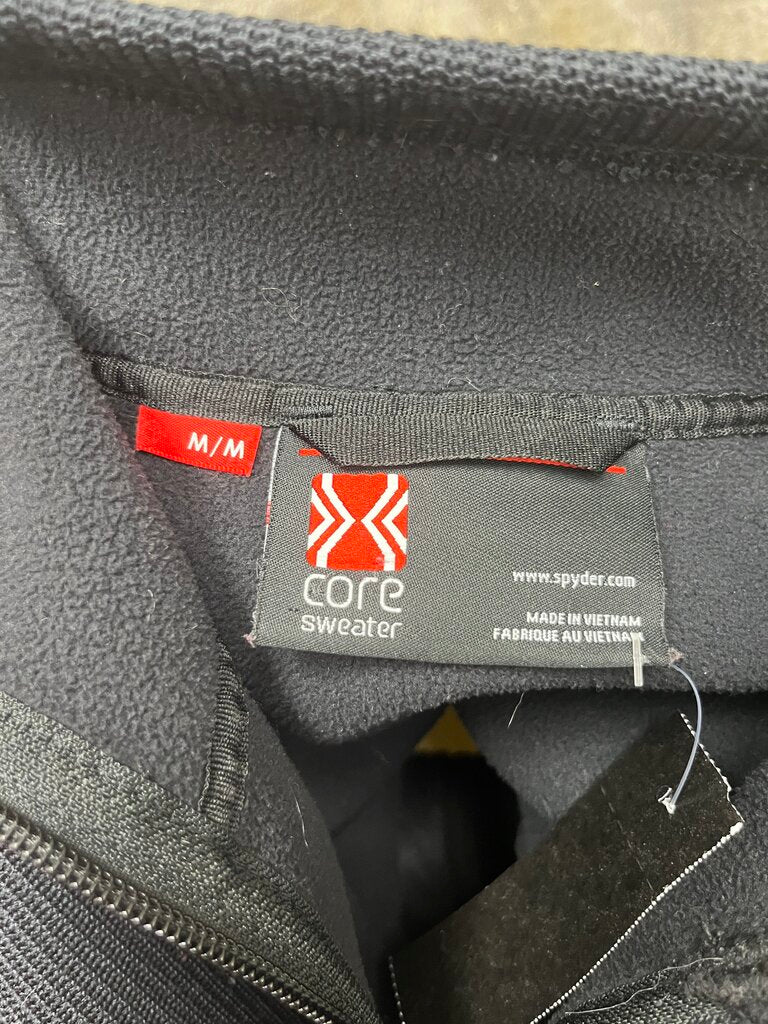 M/M
core
sweater
www.spyder.com
MADE IN VIETNAM
FABRIQUE AU VIETNAM